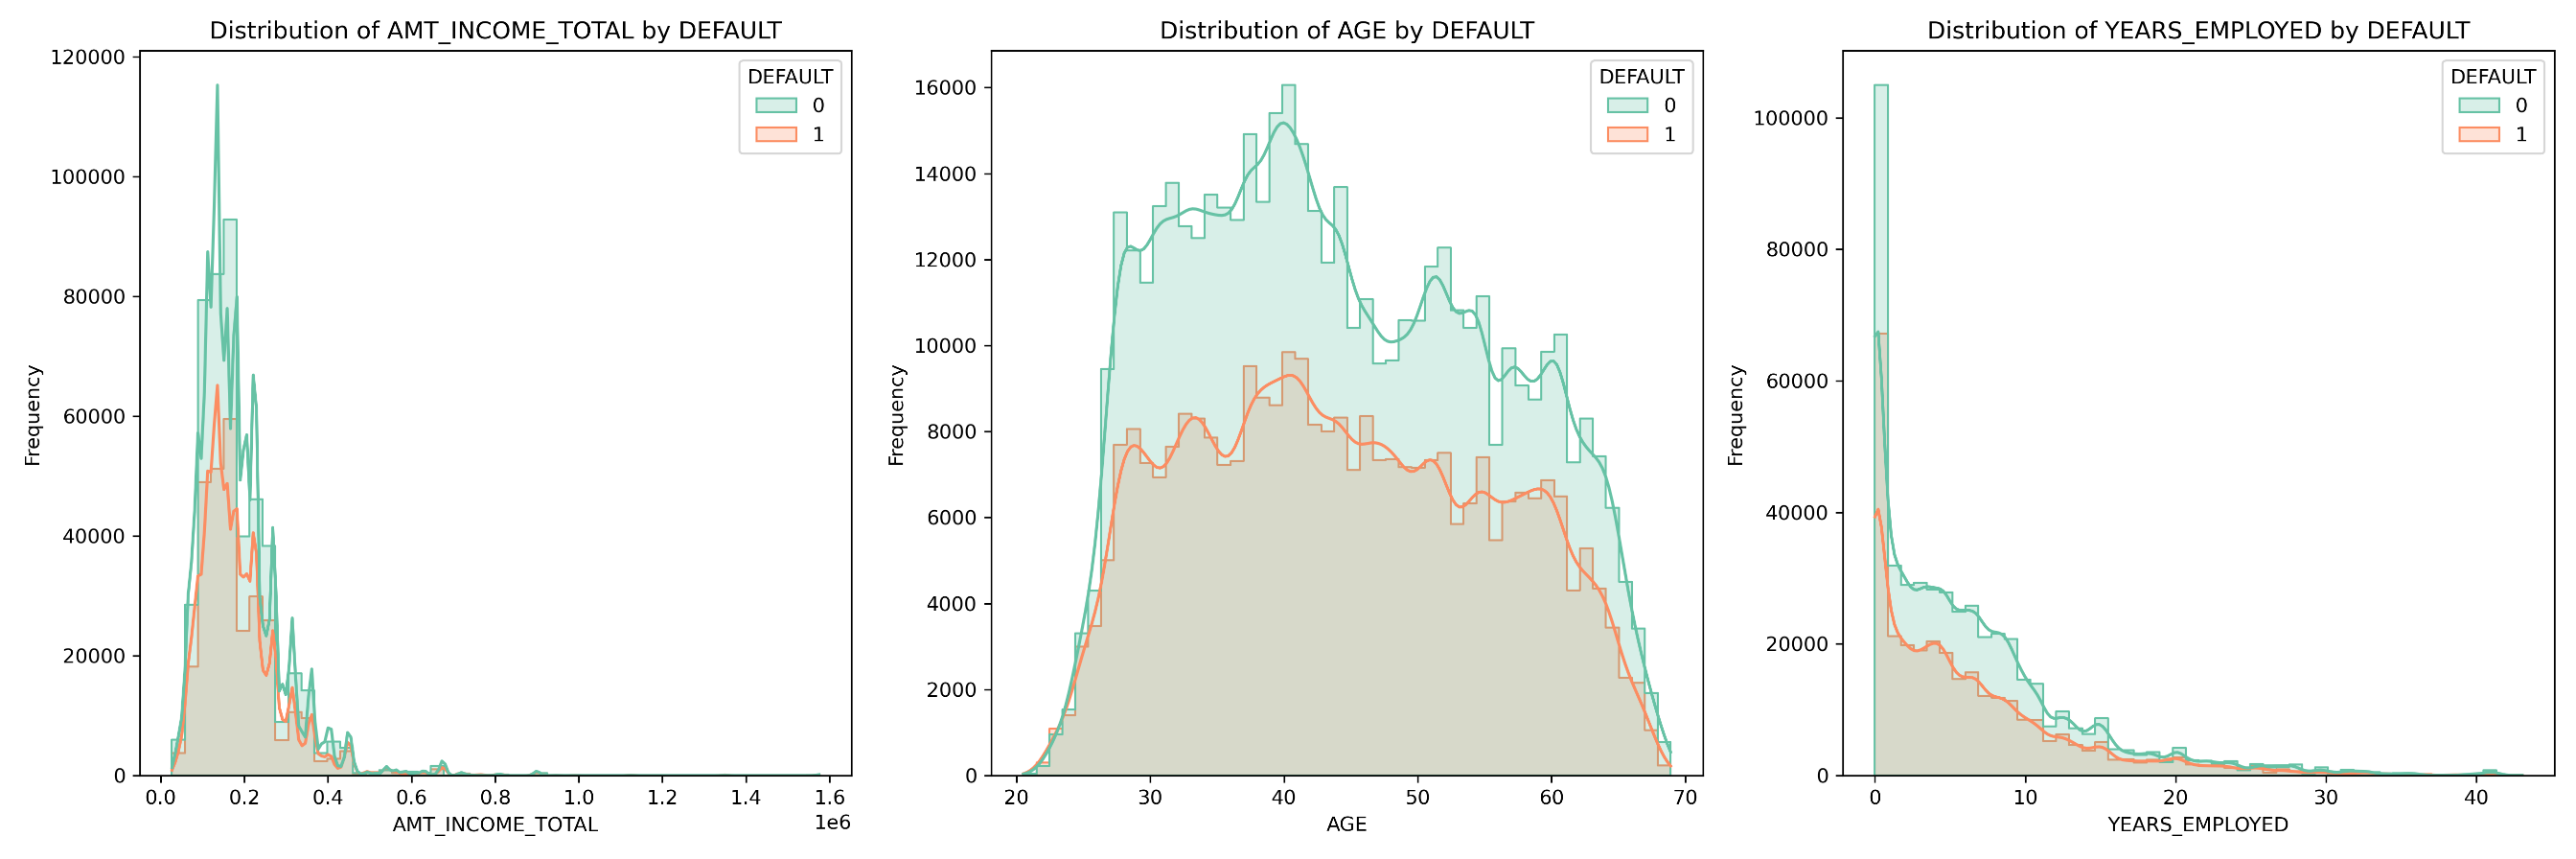 Distribution of AMT_INCOME_TOTAL by DEFAULT
120000
100000
80000
60000
40000
20000
0
Frequency
DEFAULT
0
1
0.0 0.2 0.4 0.6 0.8 1.0 1.2 1.4 1.6
1e6
AMT_INCOME_TOTAL
Distribution of AGE by DEFAULT
16000
14000
12000
10000
8000
6000
4000
2000
0
Frequency
DEFAULT
0
1
20 30 40 50 60 70
AGE
Distribution of YEARS_EMPLOYED by DEFAULT
100000
80000
60000
40000
20000
0
Frequency
DEFAULT
0
1
0 10 20 30 40
YEARS_EMPLOYED